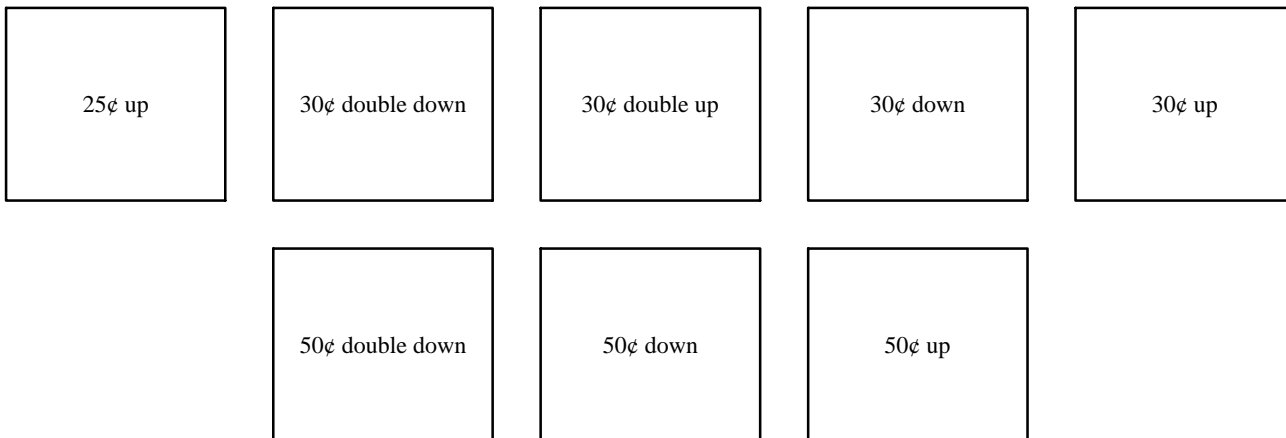 25¢ up
30¢ double down
30¢ double up
30¢ down
30¢ up
50¢ double down
50¢ down
50¢ up